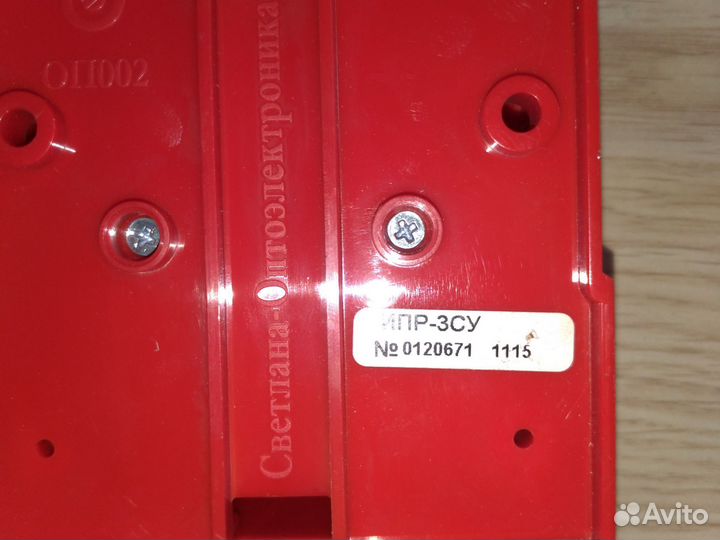 ОП002
Светлана-Оптоэлектроника
ИПР-3СУ
№ 0120671 1115
Avito